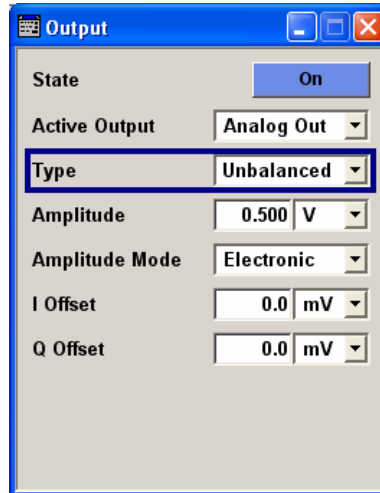 Output
State On
Active Output Analog Out
Type Unbalanced
Amplitude 0.500 V
Amplitude Mode Electronic
I Offset 0.0 mV
Q Offset 0.0 mV